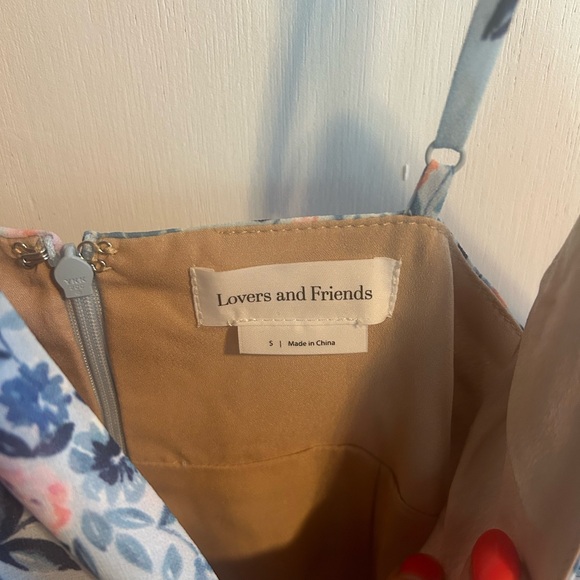 Lovers and Friends
S | Made in China